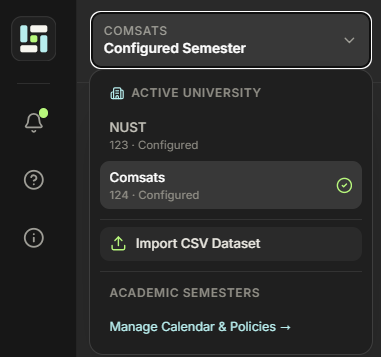 COMSATS
Configured Semester
ACTIVE UNIVERSITY
NUST
123 · Configured
Comsats
124 · Configured
Import CSV Dataset
ACADEMIC SEMESTERS
Manage Calendar & Policies →